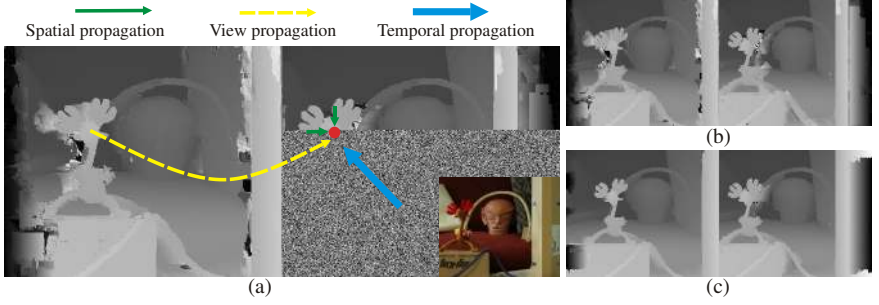 Spatial propagation
View propagation
Temporal propagation
(a)
(b)
(c)